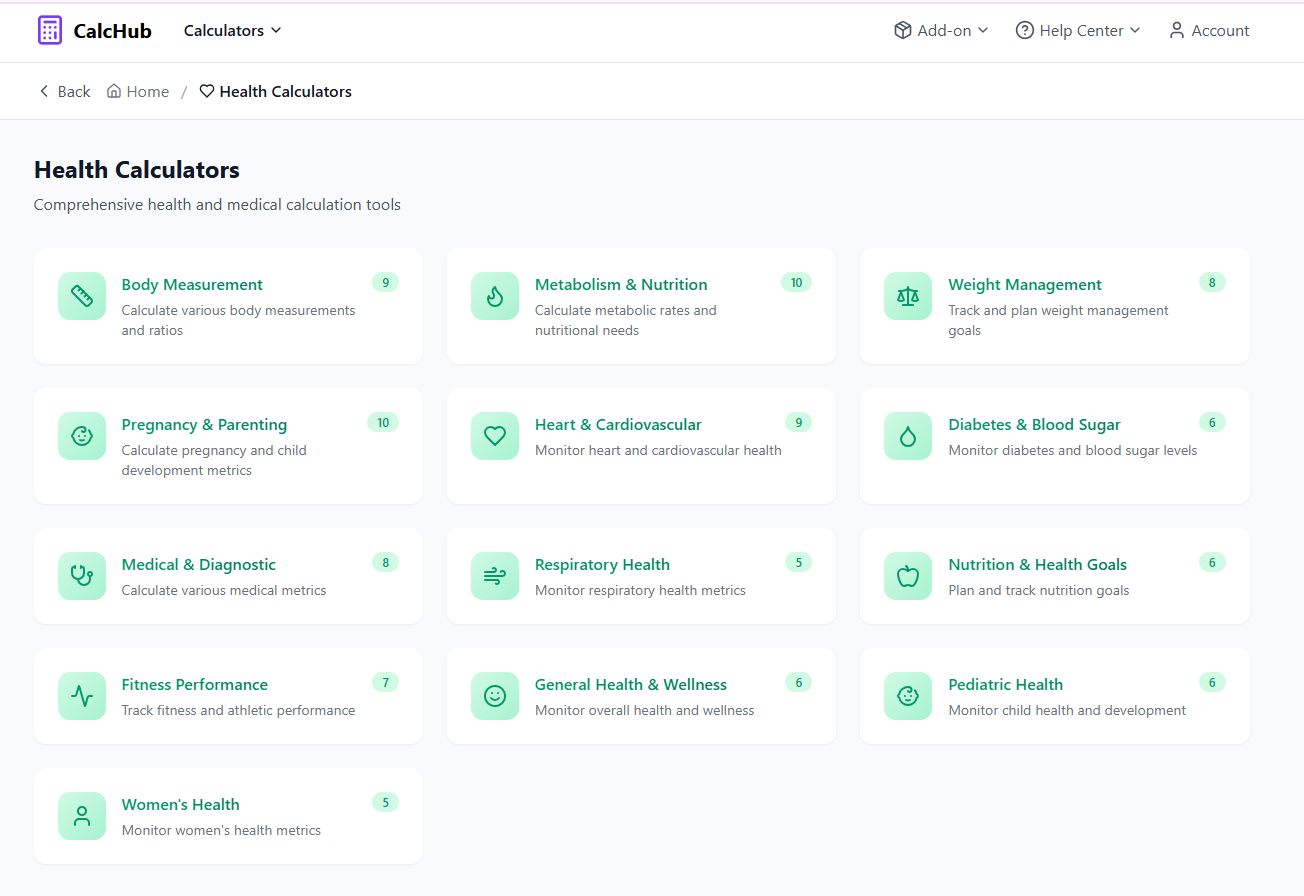 CalcHub Calculators Add-on Help Center Account
Back Home / Health Calculators
Health Calculators
Comprehensive health and medical calculation tools
Body Measurement 9
Calculate various body measurements
and ratios
Metabolism & Nutrition 10
Calculate metabolic rates and
nutritional needs
Weight Management 8
Track and plan weight management
goals
Pregnancy & Parenting 10
Calculate pregnancy and child
development metrics
Heart & Cardiovascular 9
Monitor heart and cardiovascular health
Diabetes & Blood Sugar 6
Monitor diabetes and blood sugar levels
Medical & Diagnostic 8
Calculate various medical metrics
Respiratory Health 5
Monitor respiratory health metrics
Nutrition & Health Goals 6
Plan and track nutrition goals
Fitness Performance 7
Track fitness and athletic performance
General Health & Wellness 6
Monitor overall health and wellness
Pediatric Health 6
Monitor child health and development
Women's Health 5
Monitor women's health metrics